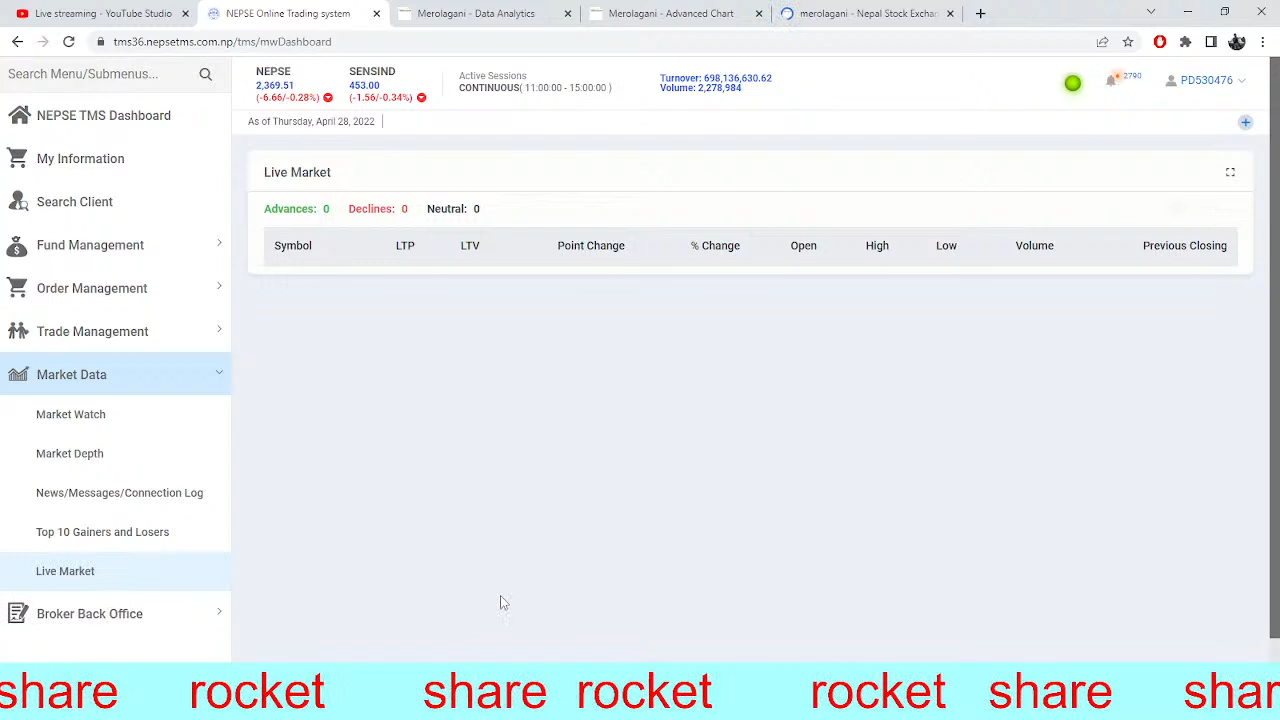 Live streaming - YouTube Studio
NEPSE Online Trading system
Merolagani - Data Analytics
Merolagani - Advanced Chart
merolagani - Nepal Stock Exchan
tms36.nepsetms.com.np/tms/mwDashboard
Search Menu/Submenus...
NEPSE TMS Dashboard
My Information
Search Client
Fund Management
Order Management
Trade Management
Market Data
Market Watch
Market Depth
News/Messages/Connection Log
Top 10 Gainers and Losers
Live Market
Broker Back Office
NEPSE
2,369.51
(-6.66/-0.28%)
SENSIND
453.00
(-1.56/-0.34%)
Active Sessions
CONTINUOUS( 11:00:00 - 15:00:00 )
Turnover: 698,136,630.62
Volume: 2,278,984
2790
PD530476
As of Thursday, April 28, 2022
Live Market
Advances: 0 Declines: 0 Neutral: 0
Symbol LTP LTV Point Change % Change Open High Low Volume Previous Closing
share rocket share rocket rocket share shar